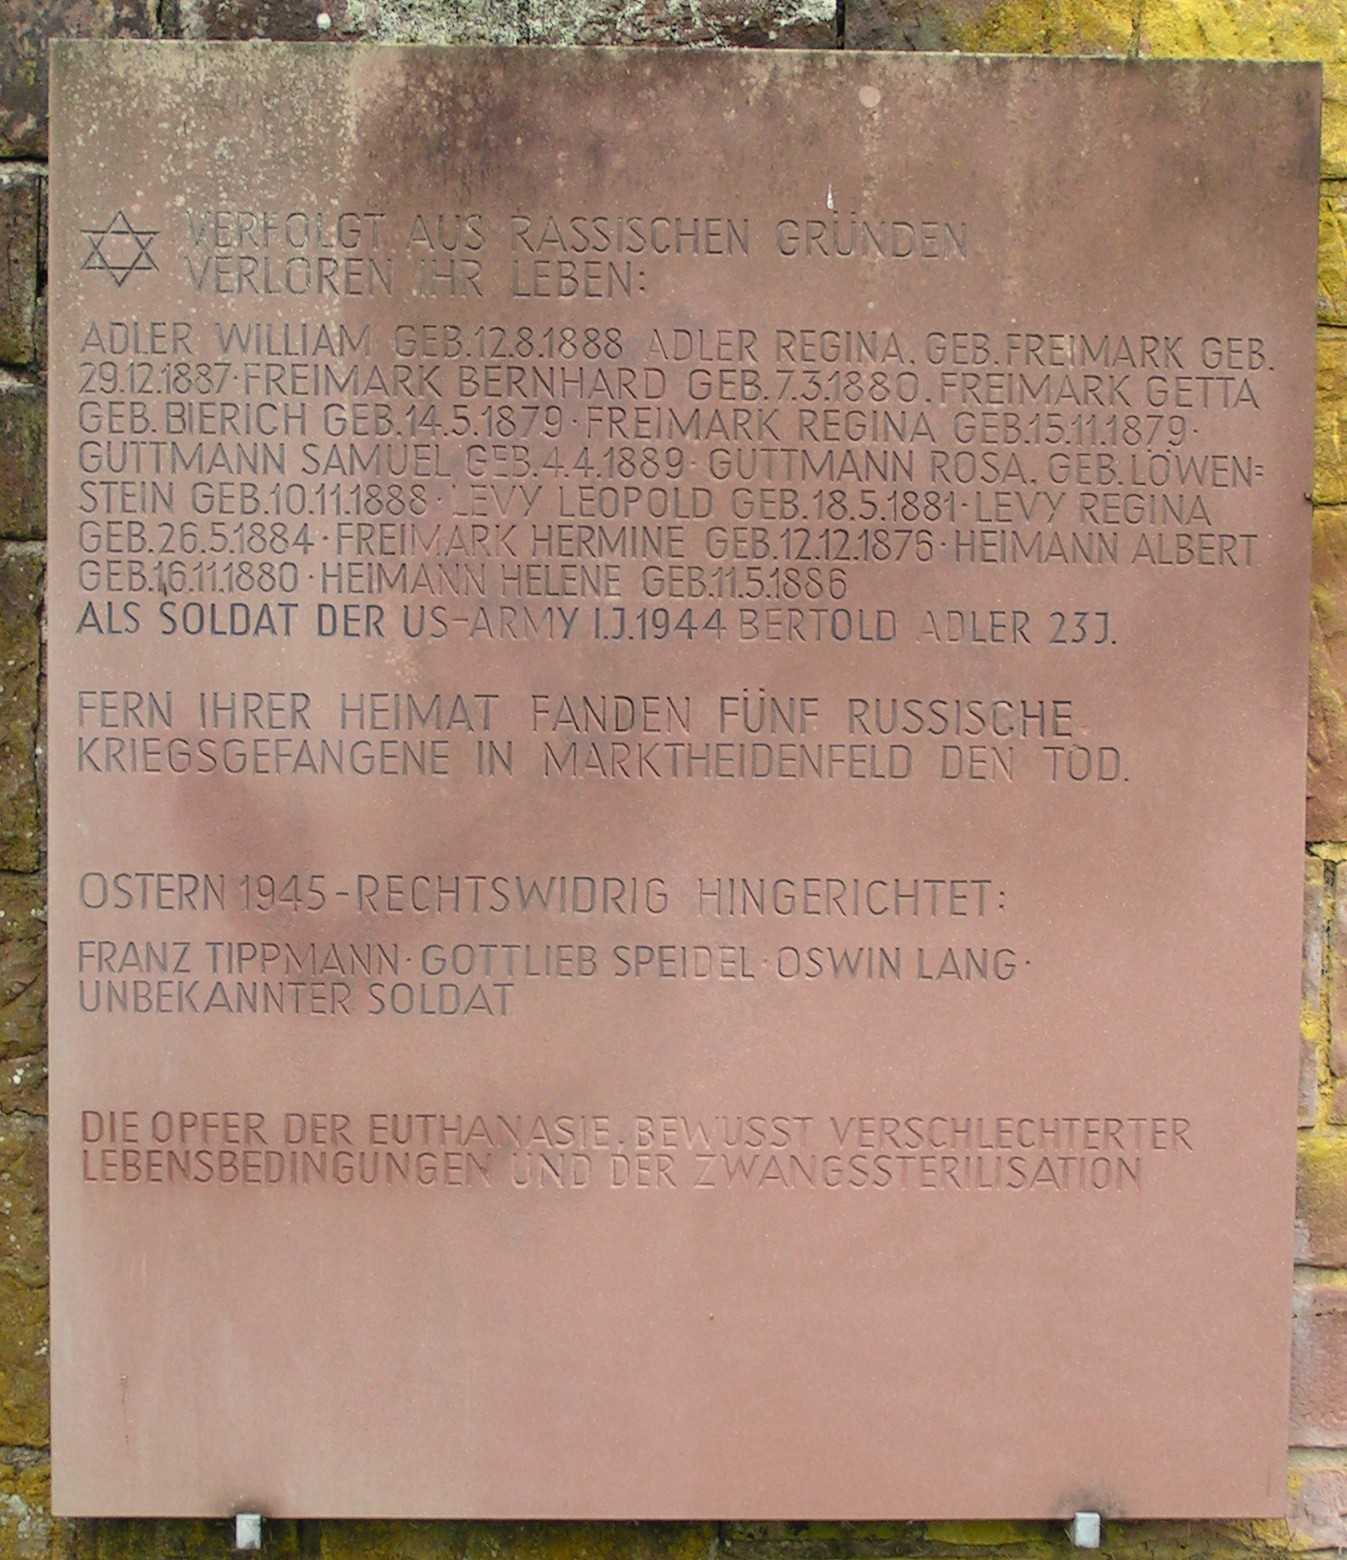 VERFOLGT AUS RASSISCHEN GRÜNDEN
VERLOREN IHR LEBEN:
ADLER WILLIAM GEB.12.8.1888 ADLER REGINA, GEB.FREIMARK GEB.
29.12.1887·FREIMARK BERNHARD GEB.7.3.1880.FREIMARK GETTA
GEB.BIERICH GEB.14.5.1879·FREIMARK REGINA GEB.15.11.1879·
GUTTMANN SAMUEL GEB.4.4.1889·GUTTMANN ROSA, GEB.LÖWEN=
STEIN GEB.10.11.1888·LEVY LEOPOLD GEB.18.5.1881·LEVY REGINA
GEB.26.5.1884·FREIMARK HERMINE GEB.12.12.1876·HEIMANN ALBERT
GEB.16.11.1880·HEIMANN HELENE GEB.11.5.1886
ALS SOLDAT DER US-ARMY I.J.1944 BERTOLD ADLER 23J.
FERN IHRER HEIMAT FANDEN FÜNF RUSSISCHE
KRIEGSGEFANGENE IN MARKTHEIDENFELD DEN TOD.
OSTERN 1945-RECHTSWIDRIG HINGERICHTET:
FRANZ TIPPMANN·GOTTLIEB SPEIDEL·OSWIN LANG·
UNBEKANNTER SOLDAT
DIE OPFER DER EUTHANASIE, BEWUSST VERSCHLECHTERTER
LEBENSBEDINGUNGEN UND DER ZWANGSSTERILISATION